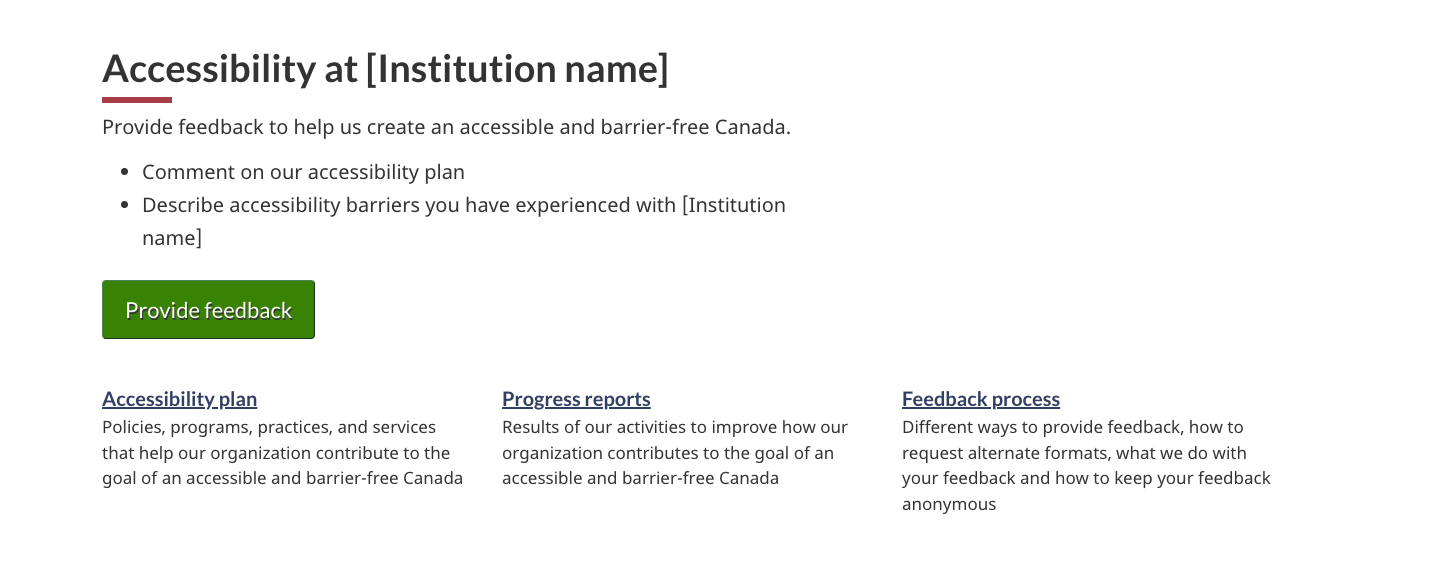 Accessibility at [Institution name]
Provide feedback to help us create an accessible and barrier-free Canada.
• Comment on our accessibility plan
• Describe accessibility barriers you have experienced with [Institution
name]
Provide feedback
Accessibility plan
Policies, programs, practices, and services
that help our organization contribute to the
goal of an accessible and barrier-free Canada
Progress reports
Results of our activities to improve how our
organization contributes to the goal of an
accessible and barrier-free Canada
Feedback process
Different ways to provide feedback, how to
request alternate formats, what we do with
your feedback and how to keep your feedback
anonymous